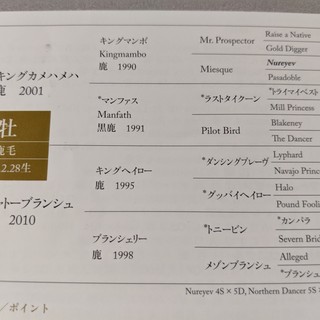 キングマンボ
Kingmambo
鹿 1990
Mr. Prospector
Raise a Native
Gold Digger
Miesque
Nureyev
Pasadoble
キングカメハメハ
鹿 2001
*マンファス
Manfath
黒鹿 1991
*ラストタイクーン
*トライマイベスト
Mill Princess
Pilot Bird
Blakeney
The Dancer
牡
鹿毛
.2.28生
キングヘイロー
鹿 1995
*ダンシングブレーヴ
Lyphard
Navajo Princ
*グッバイヘイロー
Halo
Pound Fooli
トーブランシュ
2010
ブランシェリー
鹿 1998
*トニービン
*カンパラ
Severn Brid
メゾンブランシュ
Alleged
*ブランシ
Nureyev 4S × 5D, Northern Dancer 5S
/ポイント